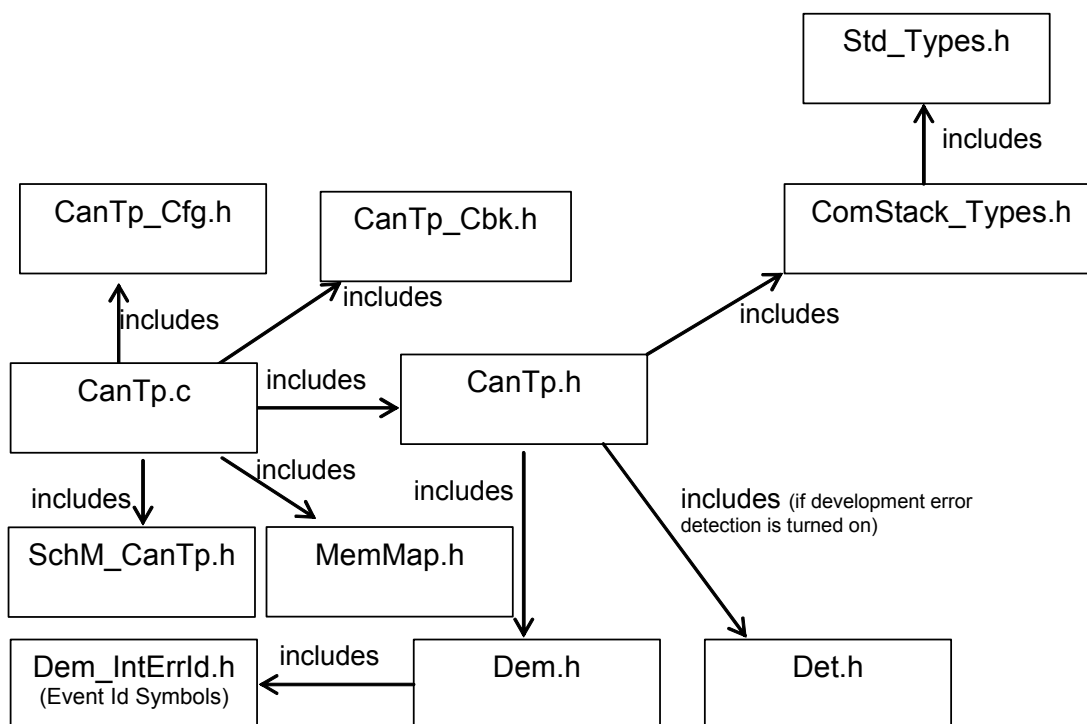 Std_Types.h
includes
CanTp_Cfg.h
CanTp_Cbk.h
ComStack_Types.h
includes
includes
includes
CanTp.c
includes
CanTp.h
includes
includes
includes
includes (if development error
detection is turned on)
SchM_CanTp.h
MemMap.h
Dem_IntErrId.h
(Event Id Symbols)
includes
Dem.h
Det.h